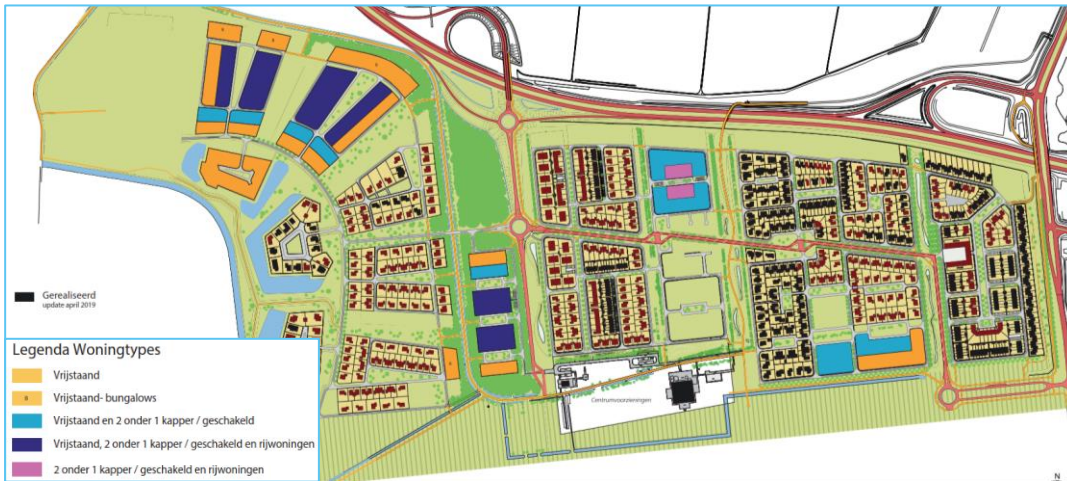 B
B
B
Gerealiseerd
update april 2019
Centrumvoorzieningen
Legenda Woningtypes
Vrijstaand
B
Vrijstaand- bungalows
Vrijstaand en 2 onder 1 kapper / geschakeld
Vrijstaand, 2 onder 1 kapper / geschakeld en rijwoningen
2 onder 1 kapper / geschakeld en rijwoningen
N